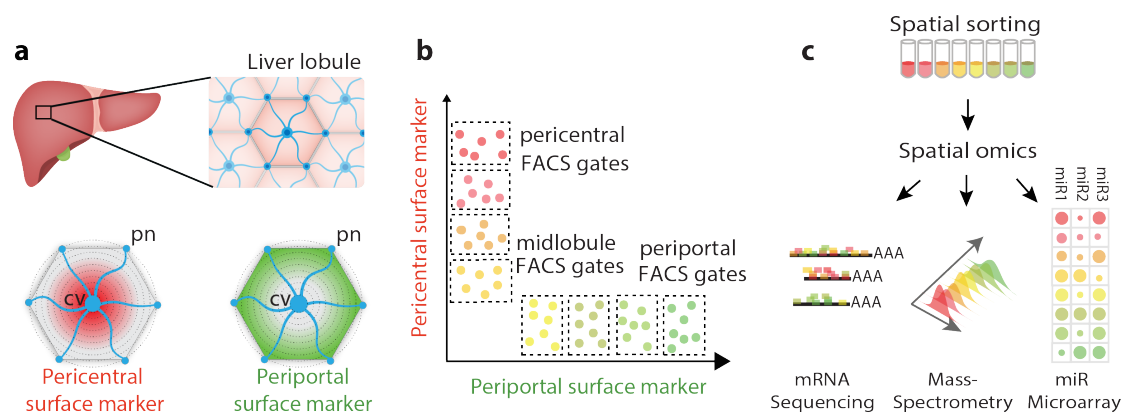 a
Liver lobule
pn
cv
Pericentral
surface marker
pn
cv
Periportal
surface marker
b
Pericentral surface marker
pericentral
FACS gates
midlobule
FACS gates
periportal
FACS gates
Periportal surface marker
c
Spatial sorting
Spatial omics
miR1
miR2
miR3
AAA
AAA
AAA
mRNA
Sequencing
Mass-
Spectrometry
miR
Microarray